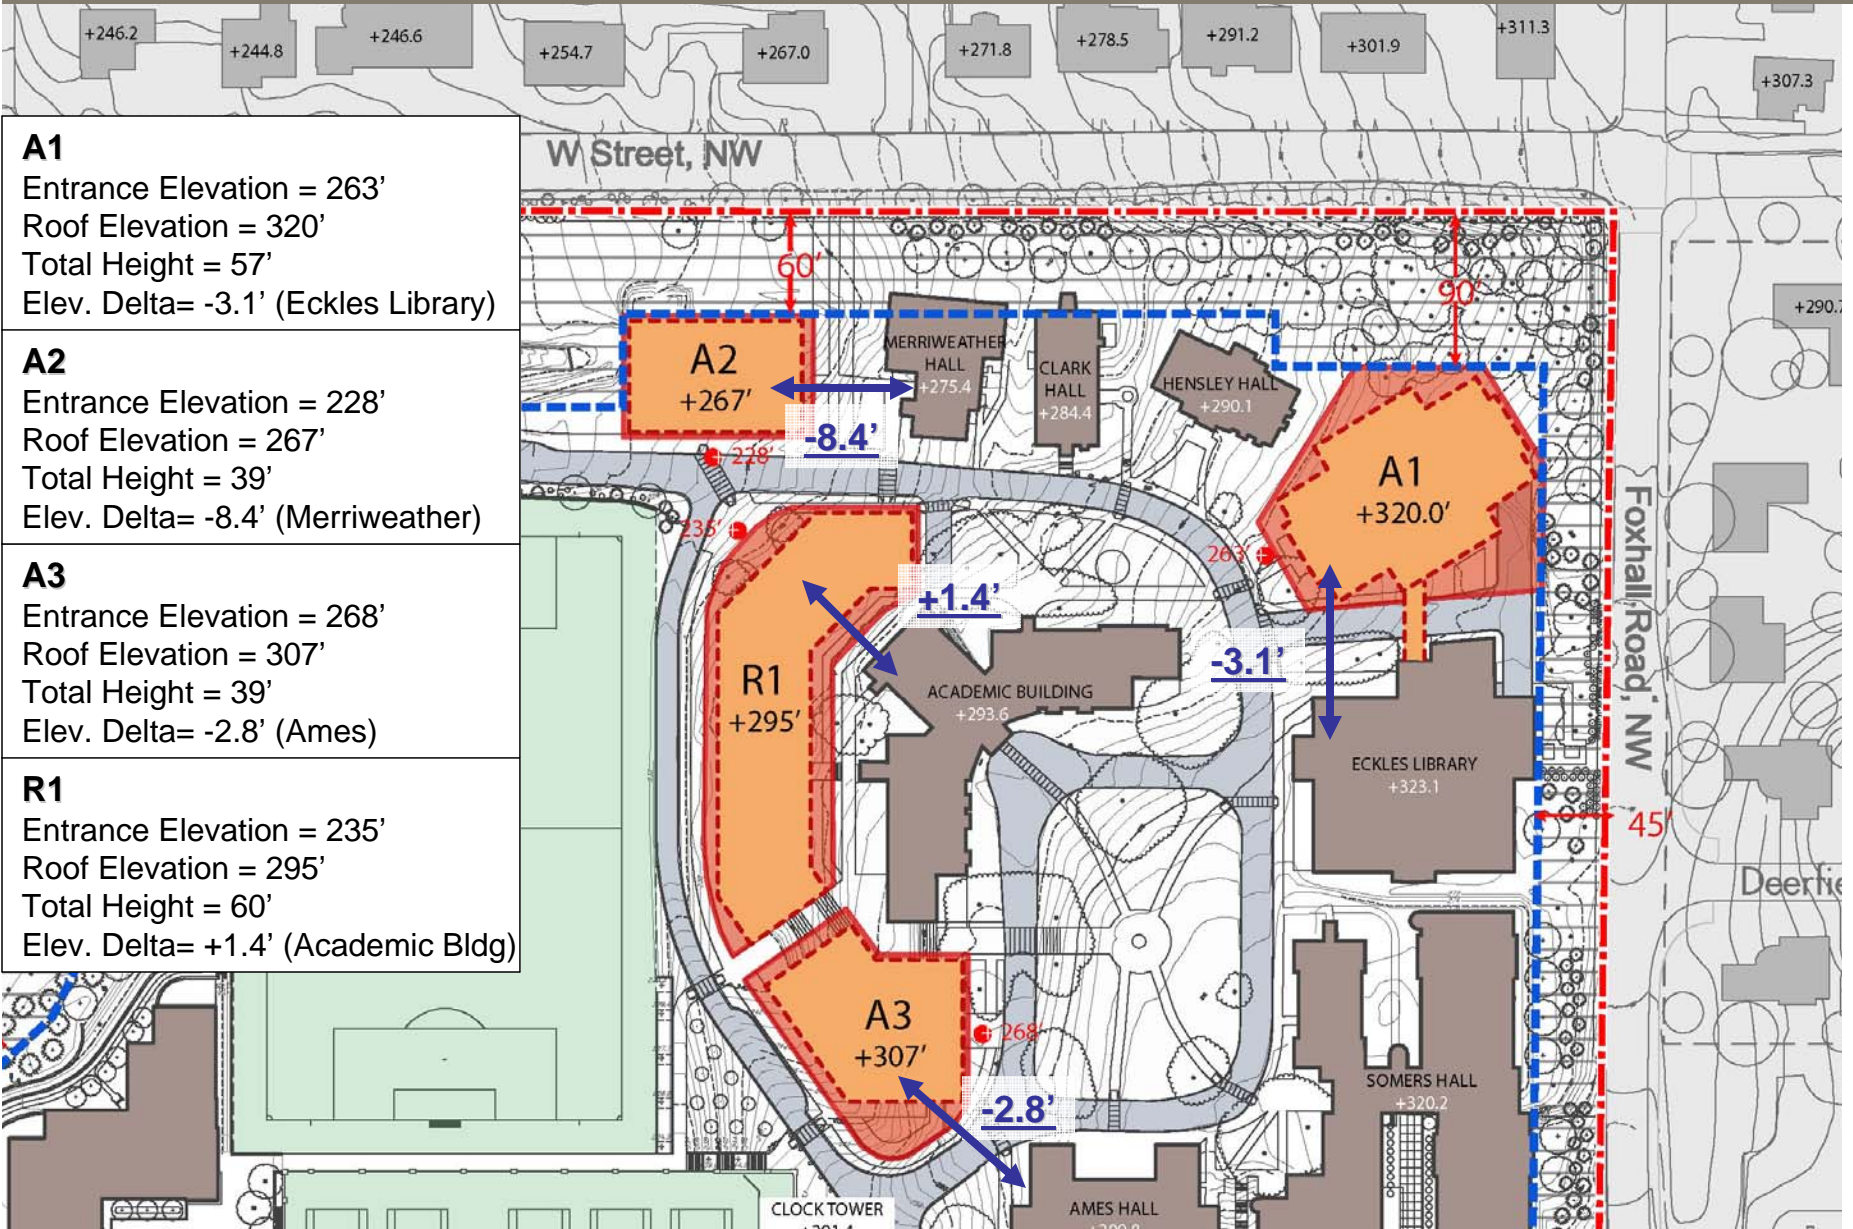 +246.2
+244.8
+246.6
+254.7
+267.0
+271.8
+278.5
+291.2
+301.9
+311.3
+307.3
W Street, NW
A1
Entrance Elevation = 263’
Roof Elevation = 320’
Total Height = 57’
Elev. Delta= -3.1’ (Eckles Library)
A2
Entrance Elevation = 228’
Roof Elevation = 267’
Total Height = 39’
Elev. Delta= -8.4’ (Merriweather)
A3
Entrance Elevation = 268’
Roof Elevation = 307’
Total Height = 39’
Elev. Delta= -2.8’ (Ames)
R1
Entrance Elevation = 235’
Roof Elevation = 295’
Total Height = 60’
Elev. Delta= +1.4’ (Academic Bldg)
60’
90’
A2
+267’
MERRIWEATHER
HALL
+275.4
CLARK
HALL
+284.4
HENSLEY HALL
+290.1
-8.4’
228’
A1
+320.0’
235’
263’
+1.4’
-3.1’
R1
+295’
ACADEMIC BUILDING
+293.6
ECKLES LIBRARY
+323.1
Foxhall Road, NW
45’
A3
+307’
268’
-2.8’
SOMERS HALL
+320.2
CLOCK TOWER
AMES HALL